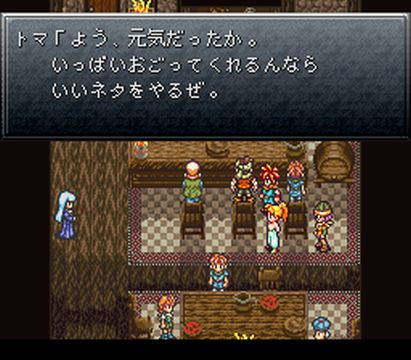 トマ「よう、元気だったか。
いっぱいおごってくれるんなら
いいネタをやるぜ。